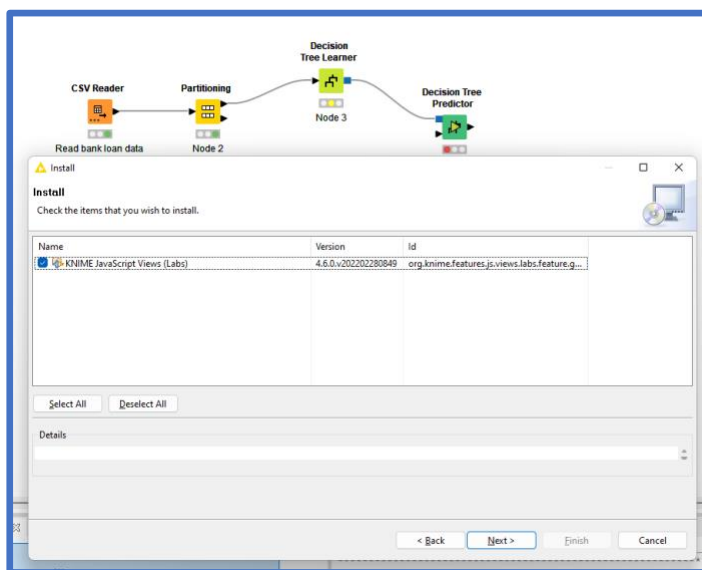 Decision
Tree Learner
CSV Reader
Partitioning
Decision Tree
Predictor
Node 3
Read bank loan data
Node 2
Install
Install
Check the items that you wish to install.
Name Version Id
KNIME JavaScript Views (Labs) 4.6.0.v202202280849 org.knime.features.js.views.labs.feature.g...
Select All Deselect All
Details
< Back Next > Finish Cancel